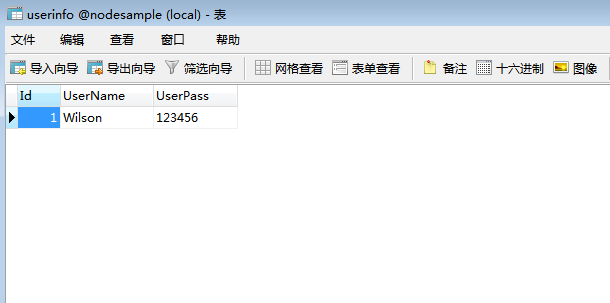 userinfo @nodesample (local) - 表
文件 编辑 查看 窗口 帮助
导入向导 导出向导 筛选向导 网格查看 表单查看 备注 十六进制 图像
Id UserName UserPass
1 Wilson 123456